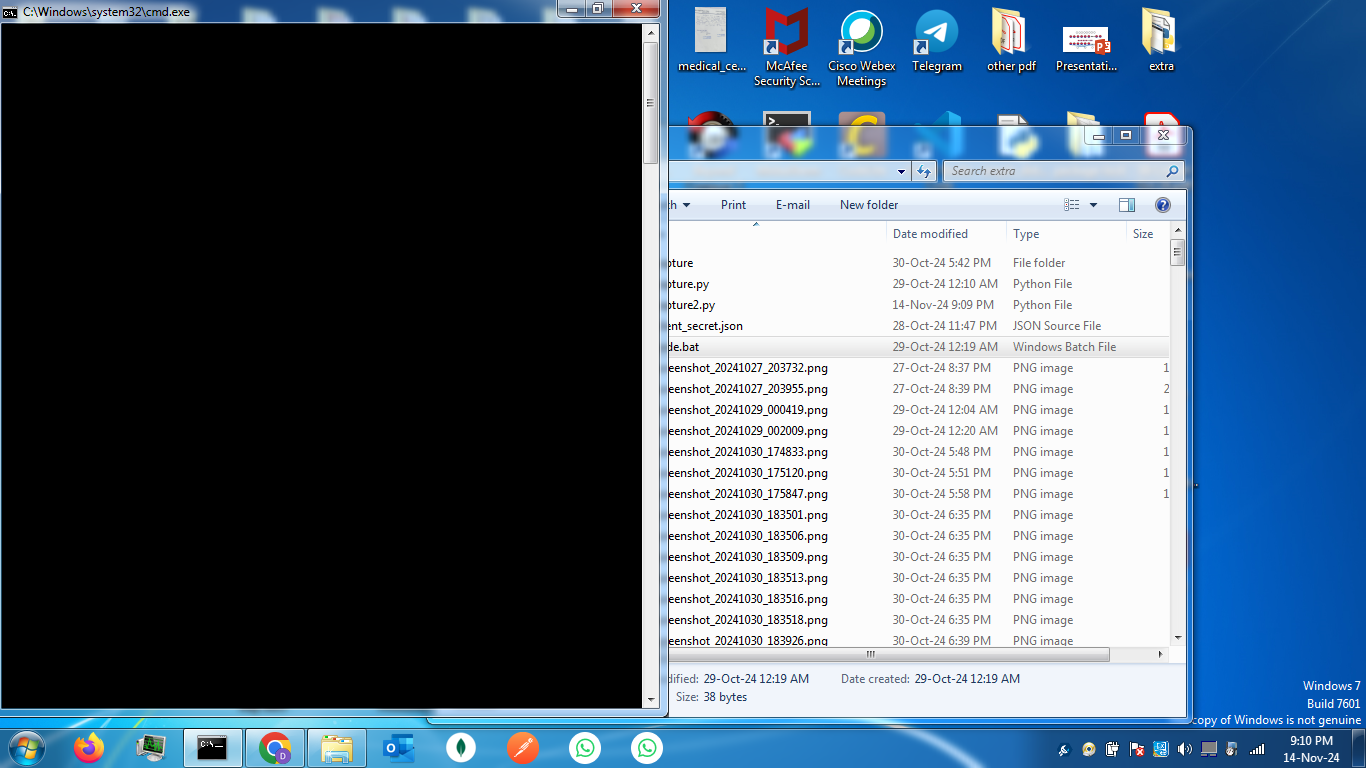 C:\Windows\system32\cmd.exe
medical_ce...
McAfee
Security Sc...
Cisco Webex
Meetings
Telegram
other pdf
Presentati...
extra
Search extra
Print E-mail New folder
Date modified Type Size
pture 30-Oct-24 5:42 PM File folder
pture.py 29-Oct-24 12:10 AM Python File
pture2.py 14-Nov-24 9:09 PM Python File
ent_secret.json 28-Oct-24 11:47 PM JSON Source File
de.bat 29-Oct-24 12:19 AM Windows Batch File
eenshot_20241027_203732.png 27-Oct-24 8:37 PM PNG image 1
eenshot_20241027_203955.png 27-Oct-24 8:39 PM PNG image 2
eenshot_20241029_000419.png 29-Oct-24 12:04 AM PNG image 1
eenshot_20241029_002009.png 29-Oct-24 12:20 AM PNG image 1
eenshot_20241030_174833.png 30-Oct-24 5:48 PM PNG image 1
eenshot_20241030_175120.png 30-Oct-24 5:51 PM PNG image 1
eenshot_20241030_175847.png 30-Oct-24 5:58 PM PNG image 1
eenshot_20241030_183501.png 30-Oct-24 6:35 PM PNG image
eenshot_20241030_183506.png 30-Oct-24 6:35 PM PNG image
eenshot_20241030_183509.png 30-Oct-24 6:35 PM PNG image
eenshot_20241030_183513.png 30-Oct-24 6:35 PM PNG image
eenshot_20241030_183516.png 30-Oct-24 6:35 PM PNG image
eenshot_20241030_183518.png 30-Oct-24 6:35 PM PNG image
eenshot_20241030_183926.png 30-Oct-24 6:39 PM PNG image
dified: 29-Oct-24 12:19 AM Date created: 29-Oct-24 12:19 AM
Size: 38 bytes
Windows 7
Build 7601
copy of Windows is not genuine
9:10 PM
14-Nov-24